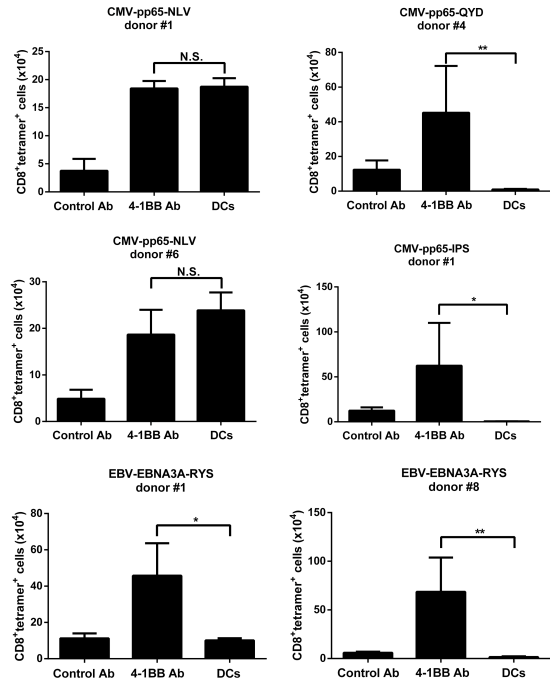 CMV-pp65-NLV
donor #1
CD8⁺tetramer⁺ cells (x10⁴)
25
20
15
10
5
0
N.S.
Control Ab 4-1BB Ab DCs
CMV-pp65-QYD
donor #4
CD8⁺tetramer⁺ cells (x10⁴)
80
60
40
20
0
**
Control Ab 4-1BB Ab DCs
CMV-pp65-NLV
donor #6
CD8⁺tetramer⁺ cells (x10⁴)
30
20
10
0
N.S.
Control Ab 4-1BB Ab DCs
CMV-pp65-IPS
donor #1
CD8⁺tetramer⁺ cells (x10⁴)
150
100
50
0
*
Control Ab 4-1BB Ab DCs
EBV-EBNA3A-RYS
donor #1
CD8⁺tetramer⁺ cells (x10⁴)
80
60
40
20
0
*
Control Ab 4-1BB Ab DCs
EBV-EBNA3A-RYS
donor #8
CD8⁺tetramer⁺ cells (x10⁴)
150
100
50
0
**
Control Ab 4-1BB Ab DCs